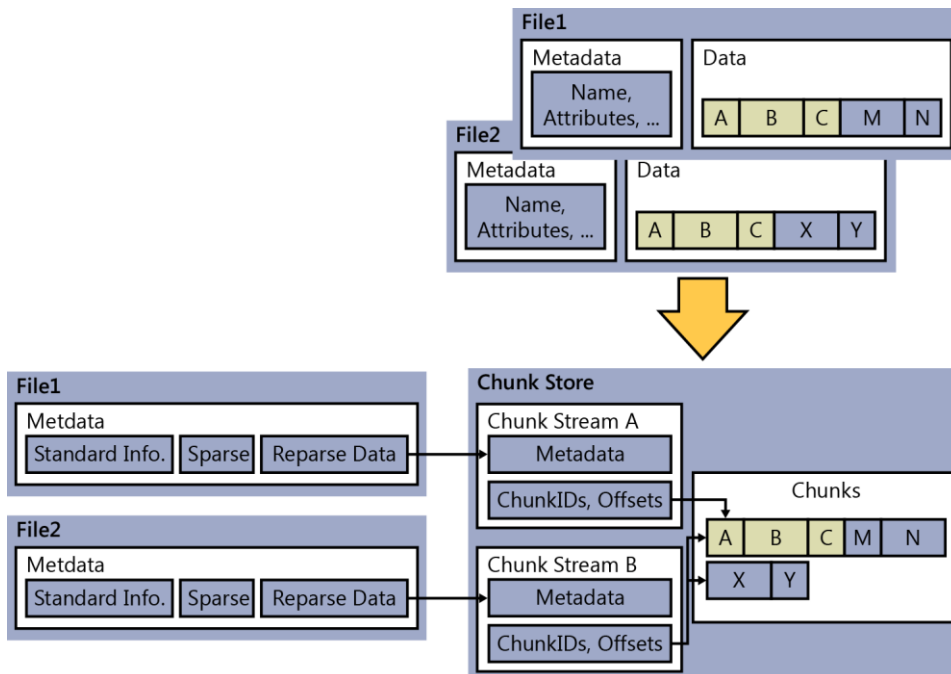 File1
Metadata
Name,
Attributes, ...
Data
A B C M N
File2
Metadata
Name,
Attributes, ...
Data
A B C X Y
File1
Metdata
Standard Info. Sparse Reparse Data
File2
Metdata
Standard Info. Sparse Reparse Data
Chunk Store
Chunk Stream A
Metadata
ChunkIDs, Offsets
Chunk Stream B
Metadata
ChunkIDs, Offsets
Chunks
A B C M N
X Y